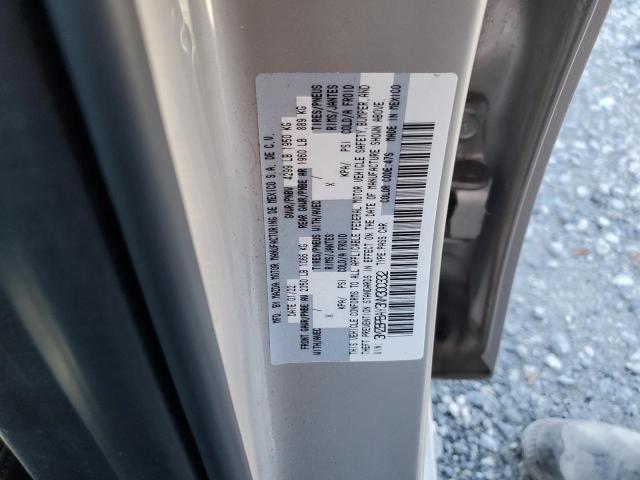 MFD. BY MAZDA MOTOR MANUFACTURING DE MEXICO S.A. DE C.V.
DATE 01/22 GVWR/PNBV 4299 LB 1950 KG
FRONT GAWR/PNBE AV 2350 LB 1066 KG REAR GAWR/PNBE AR 1960 LB 889 KG
WITH/AVEC TIRES/PNEUS WITH/AVEC TIRES/PNEUS
/ RIMS/JANTES / RIMS/JANTES
X COLD/A FROID X COLD/A FROID
KPA/ PSI KPA/ PSI
THIS VEHICLE CONFORMS TO ALL APPLICABLE FEDERAL MOTOR VEHICLE SAFETY, BUMPER, AND
THEFT PREVENTION STANDARDS IN EFFECT ON THE DATE OF MANUFACTURE SHOWN ABOVE.
VIN: TYPE PASS CAR COLOR CODE: 47S
MADE IN MEXICO